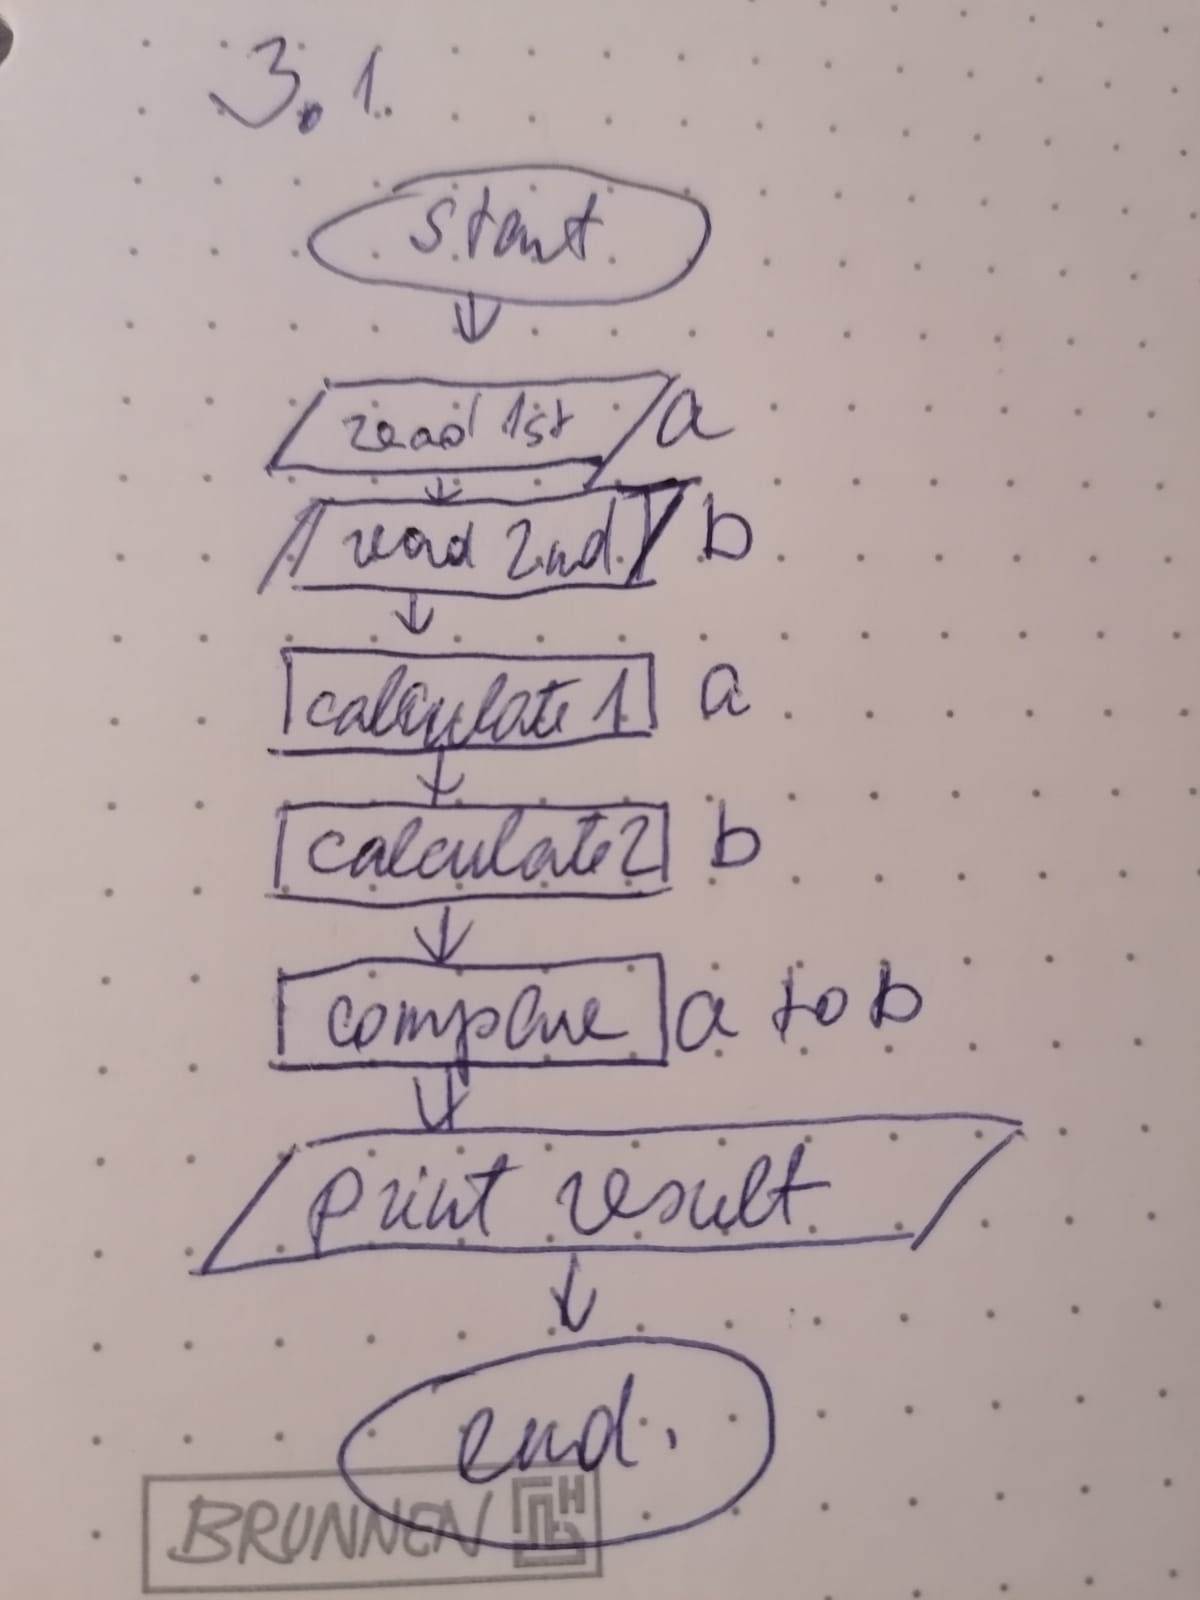 3.1.
start
read 1st a
read 2nd b
calculate 1 a
calculate 2 b
compare a to b
print result
end.
BRUNNEN